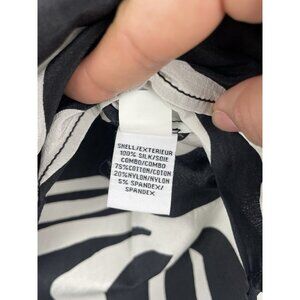 SHELL/EXTERIEUR
100% SILK/SOIE
COMBO/COMBO
75%COTTON/COTON
20%NYLON/NYLON
5% SPANDEX/
SPANDEX